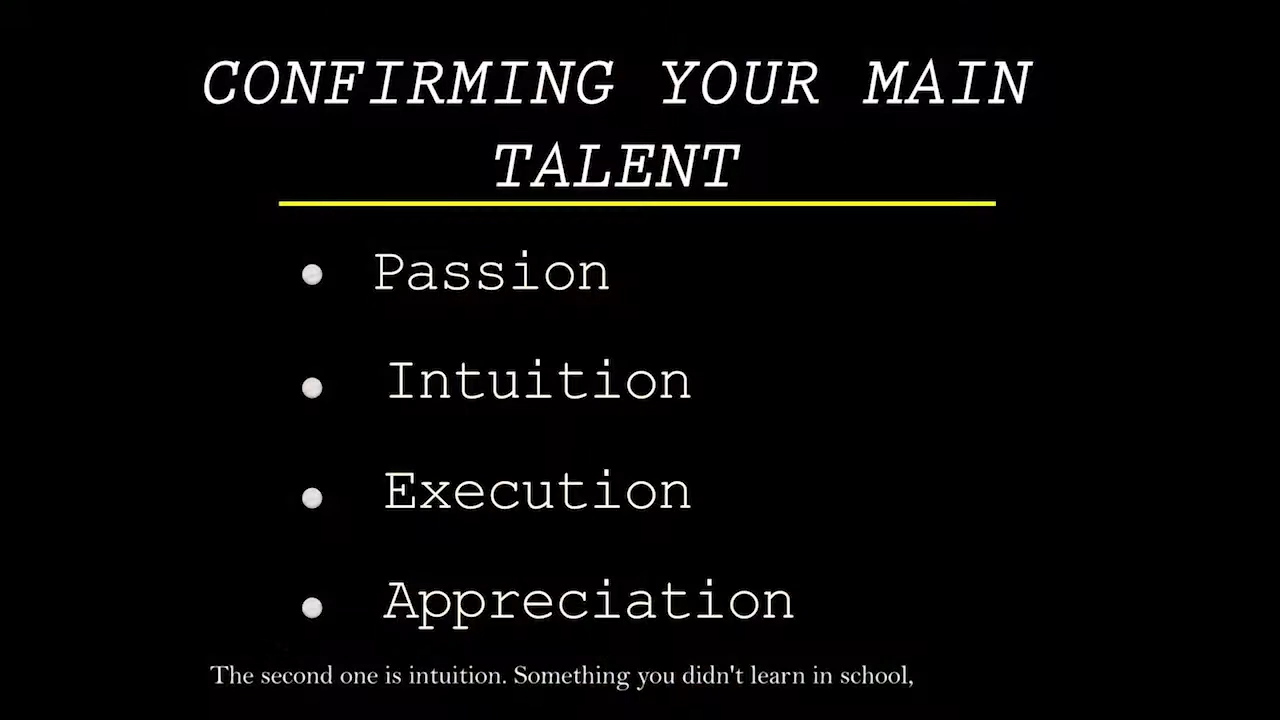 CONFIRMING YOUR MAIN
TALENT
• Passion
• Intuition
• Execution
• Appreciation
The second one is intuition. Something you didn't learn in school,